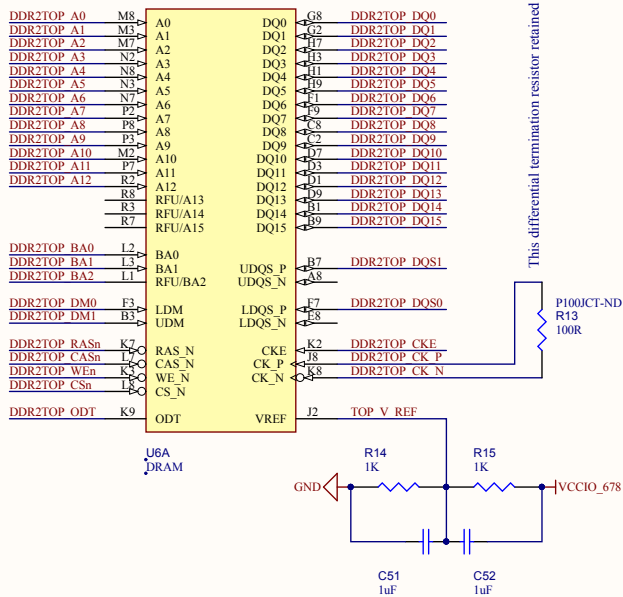 DDR2TOP_A0 M8 A0 DQ0 G8 DDR2TOP_DQ0
DDR2TOP_A1 M3 A1 DQ1 G2 DDR2TOP_DQ1
DDR2TOP_A2 M7 A2 DQ2 H7 DDR2TOP_DQ2
DDR2TOP_A3 N2 A3 DQ3 H3 DDR2TOP_DQ3
DDR2TOP_A4 N8 A4 DQ4 H1 DDR2TOP_DQ4
DDR2TOP_A5 N3 A5 DQ5 H9 DDR2TOP_DQ5
DDR2TOP_A6 N7 A6 DQ6 F1 DDR2TOP_DQ6
DDR2TOP_A7 P2 A7 DQ7 F9 DDR2TOP_DQ7
DDR2TOP_A8 P8 A8 DQ8 C8 DDR2TOP_DQ8
DDR2TOP_A9 P3 A9 DQ9 C2 DDR2TOP_DQ9
DDR2TOP_A10 M2 A10 DQ10 D7 DDR2TOP_DQ10
DDR2TOP_A11 P7 A11 DQ11 D3 DDR2TOP_DQ11
DDR2TOP_A12 R2 A12 DQ12 D1 DDR2TOP_DQ12
R8 RFU/A13 DQ13 D9 DDR2TOP_DQ13
R3 RFU/A14 DQ14 B1 DDR2TOP_DQ14
R7 RFU/A15 DQ15 B9 DDR2TOP_DQ15
This differential termination resistor retained
DDR2TOP_BA0 L2 BA0
DDR2TOP_BA1 L3 BA1 UDQS_P B7 DDR2TOP_DQS1
DDR2TOP_BA2 L1 RFU/BA2 UDQS_N A8
DDR2TOP_DM0 F3 LDM LDQS_P F7 DDR2TOP_DQS0
DDR2TOP_DM1 B3 UDM LDQS_N E8
P100JCT-ND
R13
100R
DDR2TOP_RASn K7 RAS_N CKE K2 DDR2TOP_CKE
DDR2TOP_CASn L7 CAS_N CK_P J8 DDR2TOP_CK_P
DDR2TOP_WEn K3 WE_N CK_N K8 DDR2TOP_CK_N
DDR2TOP_CSn L8 CS_N
DDR2TOP_ODT K9 ODT VREF J2 TOP_V_REF
U6A
DRAM
R14 R15
1K 1K
GND VCCIO_678
C51 C52
1uF 1uF